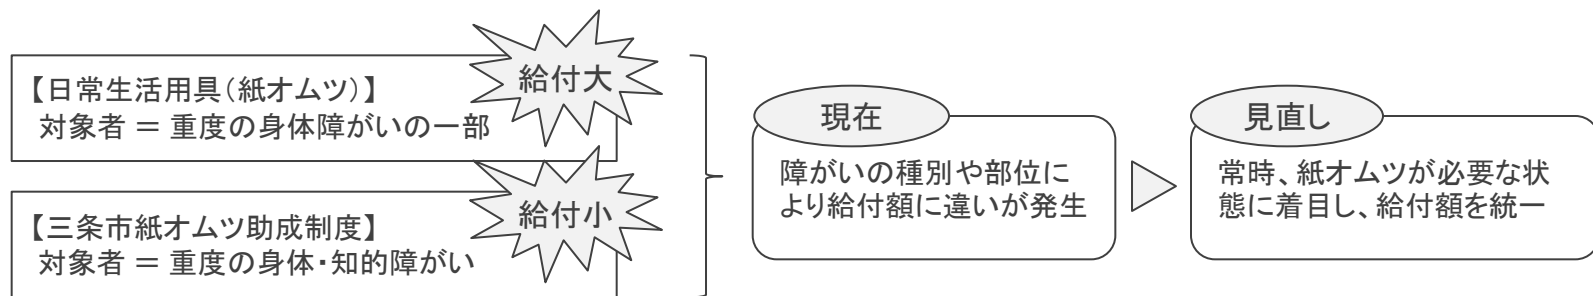 【日常生活用具（紙オムツ）】
対象者 ＝ 重度の身体障がいの一部
給付大
【三条市紙オムツ助成制度】
対象者 ＝ 重度の身体・知的障がい
給付小
現在
障がいの種別や部位に
より給付額に違いが発生
見直し
常時、紙オムツが必要な状
態に着目し、給付額を統一